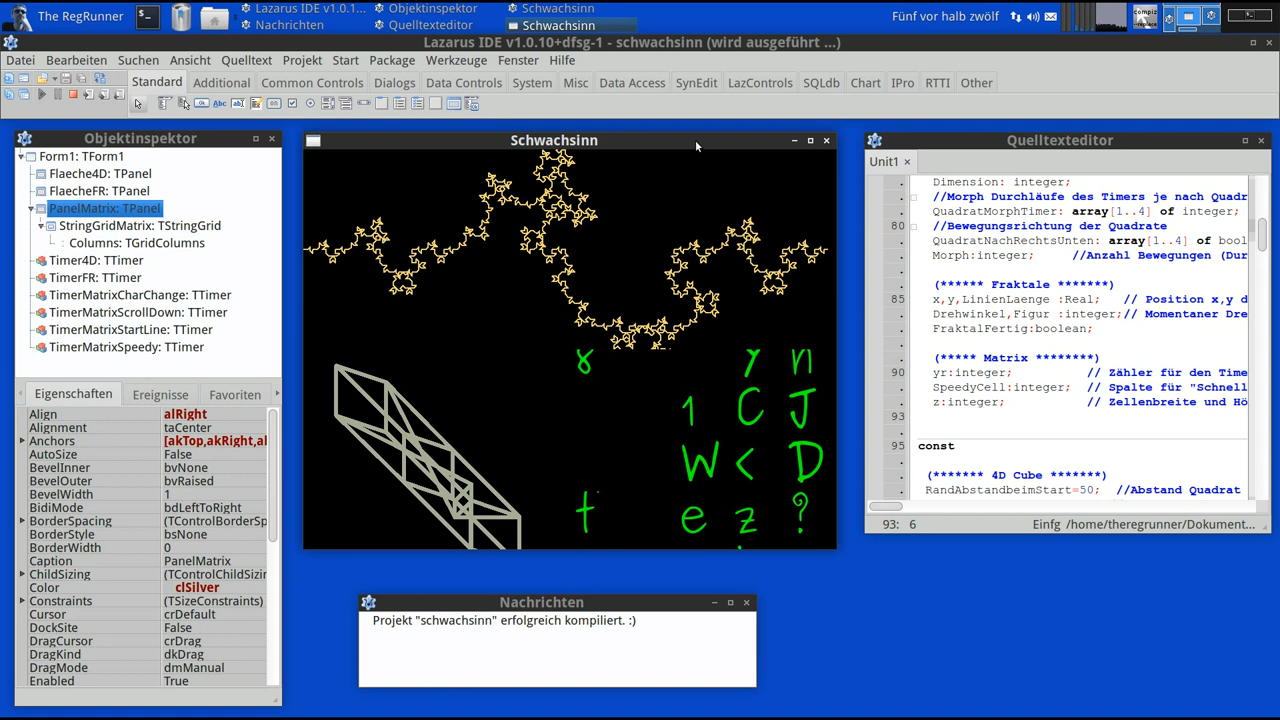 The RegRunner
Lazarus IDE v1.0.1...
Nachrichten
Objektinspektor
Quelltexteditor
Schwachsinn
Schwachsinn
Fünf vor halb zwölf
Lazarus IDE v1.0.10+dfsg-1 - schwachsinn (wird ausgeführt ...)
Datei Bearbeiten Suchen Ansicht Quelltext Projekt Start Package Werkzeuge Fenster Hilfe
Standard Additional Common Controls Dialogs Data Controls System Misc Data Access SynEdit LazControls SQLdb Chart IPro RTTI Other
Objektinspektor
Form1: TForm1
Flaeche4D: TPanel
FlaecheFR: TPanel
PanelMatrix: TPanel
StringGridMatrix: TStringGrid
Columns: TGridColumns
Timer4D: TTimer
TimerFR: TTimer
TimerMatrixCharChange: TTimer
TimerMatrixScrollDown: TTimer
TimerMatrixStartLine: TTimer
TimerMatrixSpeedy: TTimer
Eigenschaften Ereignisse Favoriten
Align alRight
Alignment taCenter
Anchors [akTop,akRight,al
AutoSize False
BevelInner bvNone
BevelOuter bvRaised
BevelWidth 1
BidiMode bdLeftToRight
BorderSpacing (TControlBorderSp
BorderStyle bsNone
BorderWidth 0
Caption PanelMatrix
ChildSizing (TControlChildSizin
Color clSilver
Constraints (TSizeConstraints)
Cursor crDefault
DockSite False
DragCursor crDrag
DragKind dkDrag
DragMode dmManual
Enabled True
Schwachsinn
γ n
1 C J
W < D
t e z ?
Nachrichten
Projekt "schwachsinn" erfolgreich kompiliert. :)
Quelltexteditor
Unit1
Dimension: integer;
//Morph Durchläufe des Timers je nach Quadr
QuadratMorphTimer: array[1..4] of integer;
//Bewegungsrichtung der Quadrate
80 QuadratNachRechtsUnten: array[1..4] of bool
Morph:integer; //Anzahl Bewegungen (Dur
(****** Fraktale *******)
85 x,y,LinienLaenge :Real; // Position x,y d
Drehwinkel,Figur :integer;// Momentaner Dre
FraktalFertig:boolean;
(***** Matrix ********)
90 yr:integer; // Zähler für den Time
SpeedyCell:integer; // Spalte für "Schnell
z:integer; // Zellenbreite und Hö
93
95 const
(******* 4D Cube *******)
RandAbstandbeimStart=50; //Abstand Quadrat
93: 6 Einfg /home/theregrunner/Dokument...